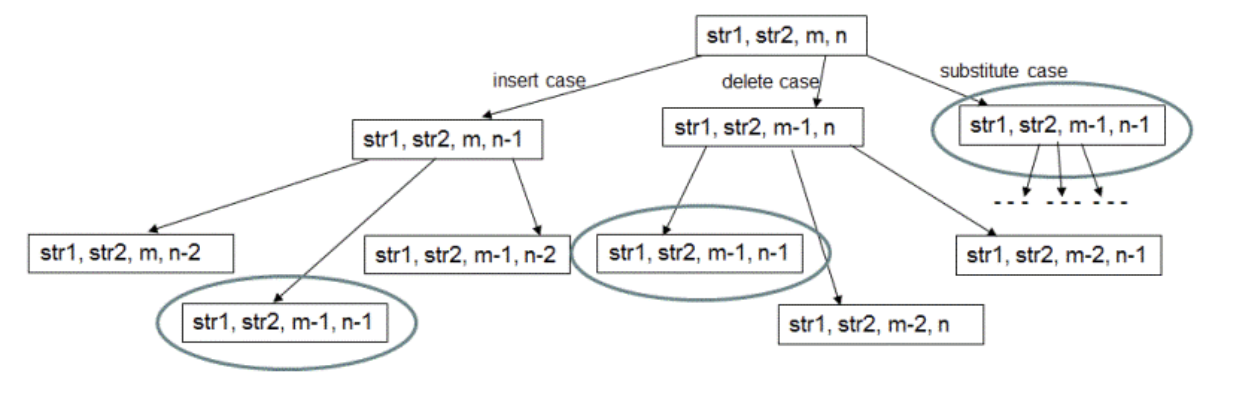 str1, str2, m, n
insert case
delete case
substitute case
str1, str2, m, n-1
str1, str2, m-1, n
str1, str2, m-1, n-1
--- --- ---
str1, str2, m, n-2
str1, str2, m-1, n-2
str1, str2, m-1, n-1
str1, str2, m-2, n-1
str1, str2, m-1, n-1
str1, str2, m-2, n